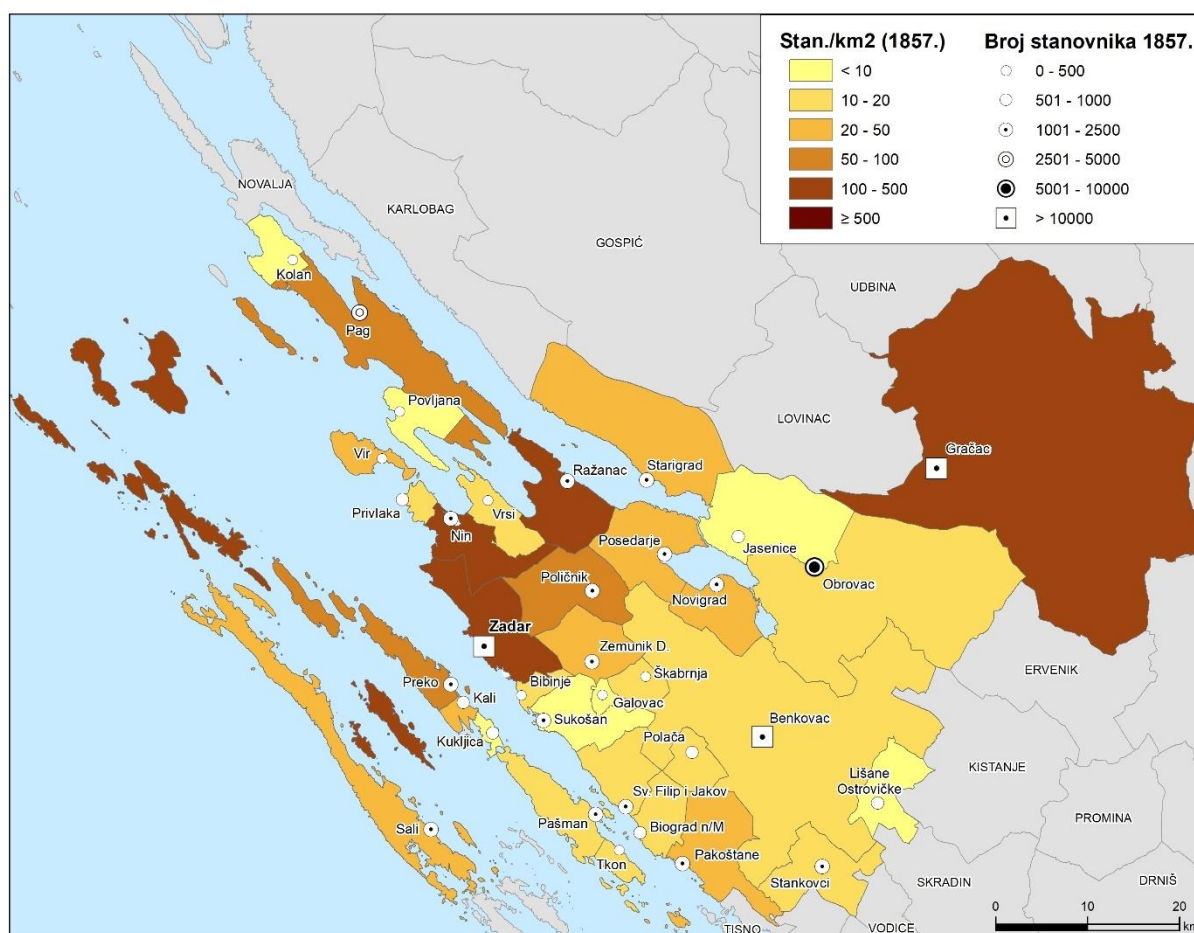 Stan./km2 (1857.)
< 10
10 - 20
20 - 50
50 - 100
100 - 500
≥ 500
Broj stanovnika 1857.
0 - 500
501 - 1000
1001 - 2500
2501 - 5000
5001 - 10000
> 10000
NOVALJA
KARLOBAG
GOSPIĆ
UDBINA
Kolan
Pag
LOVINAC
Povljana
Gračac
Vir
Ražanac
Starigrad
Privlaka
Vrsi
Nin
Posedarje
Jasenice
Poličnik
Novigrad
Obrovac
Zadar
Zemunik D.
ERVENIK
Škabrnja
Preko
Bibinje
Kali
Galovac
Sukošan
Benkovac
Kukljica
Polača
KISTANJE
Lišane
Ostrovičke
Sv. Filip i Jakov
Pašman
PROMINA
Sali
Biograd n/M
Pakoštane
Tkon
Stankovci
SKRADIN
DRNIŠ
TISNO
VODICE
0 10 20
km